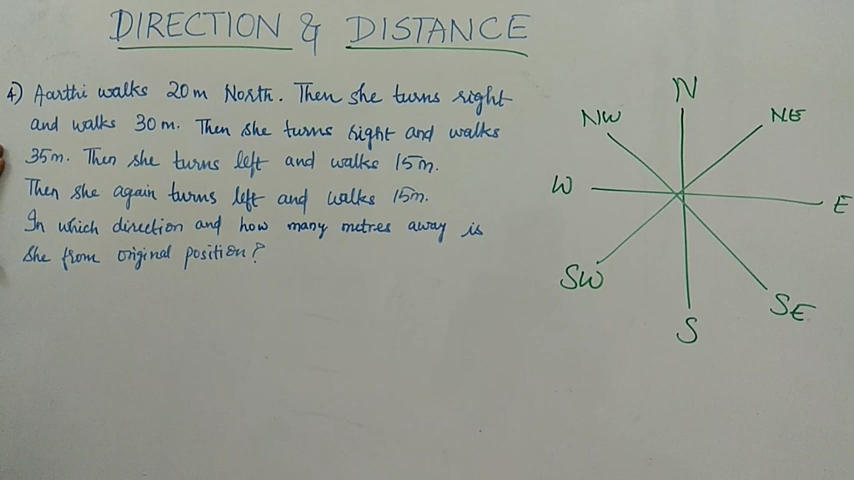 DIRECTION & DISTANCE
4) Aarthi walks 20m North. Then she turns right
and walks 30m. Then she turns right and walks
35m. Then she turns left and walks 15m.
Then she again turns left and walks 15m.
In which direction and how many metres away is
she from original position?
N
NW
NE
W
E
SW
SE
S